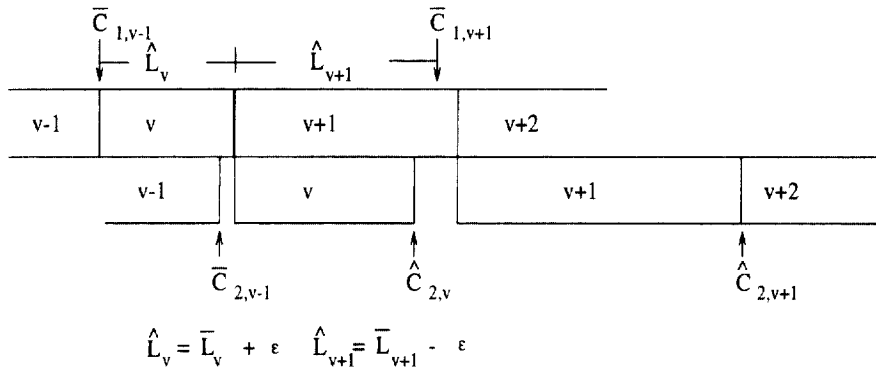 C̅ 1,v-1 C̅ 1,v+1
L̂ v L̂ v+1
v-1 v v+1 v+2
v-1 v v+1 v+2
C̅ 2,v-1 Ĉ 2,v Ĉ 2,v+1
L̂ v = L̅ v + ε L̂ v+1 = L̅ v+1 - ε